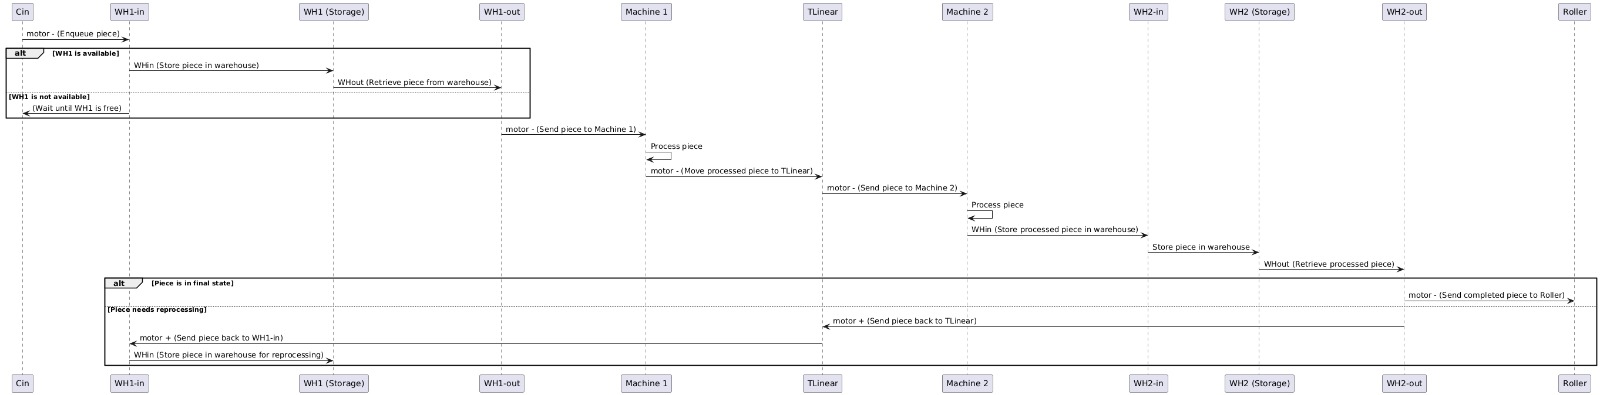 Cin WH1-in WH1 (Storage) WH1-out Machine 1 TLinear Machine 2 WH2-in WH2 (Storage) WH2-out Roller
motor - (Enqueue piece)
alt [WH1 is available]
WHin (Store piece in warehouse)
WHout (Retrieve piece from warehouse)
[WH1 is not available]
(Wait until WH1 is free)
motor - (Send piece to Machine 1)
Process piece
motor - (Move processed piece to TLinear)
motor - (Send piece to Machine 2)
Process piece
WHin (Store processed piece in warehouse)
Store piece in warehouse
WHout (Retrieve processed piece)
alt [Piece is in final state]
motor - (Send completed piece to Roller)
[Piece needs reprocessing]
motor + (Send piece back to TLinear)
motor + (Send piece back to WH1-in)
WHin (Store piece in warehouse for reprocessing)
Cin WH1-in WH1 (Storage) WH1-out Machine 1 TLinear Machine 2 WH2-in WH2 (Storage) WH2-out Roller